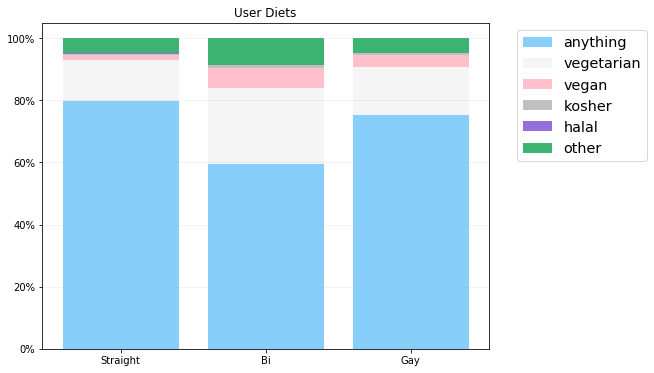 User Diets
100%
80%
60%
40%
20%
0%
Straight
Bi
Gay
anything
vegetarian
vegan
kosher
halal
other